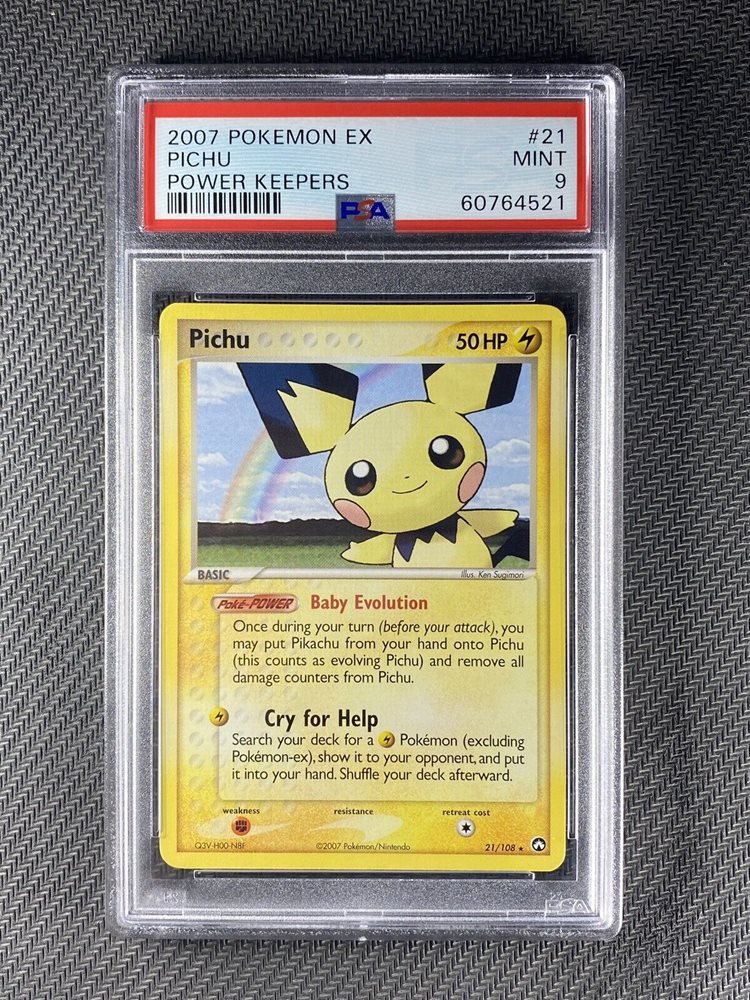 2007 POKEMON EX #21
PICHU MINT
POWER KEEPERS 9
PSA 60764521
Pichu 50 HP
BASIC Illus. Ken Sugimori
Poké-POWER Baby Evolution
Once during your turn (before your attack), you
may put Pikachu from your hand onto Pichu
(this counts as evolving Pichu) and remove all
damage counters from Pichu.
Cry for Help
Search your deck for a Pokémon (excluding
Pokémon-ex), show it to your opponent, and put
it into your hand. Shuffle your deck afterward.
weakness resistance retreat cost
Q3V-H00-N8F ©2007 Pokémon/Nintendo 21/108 ★
PSA